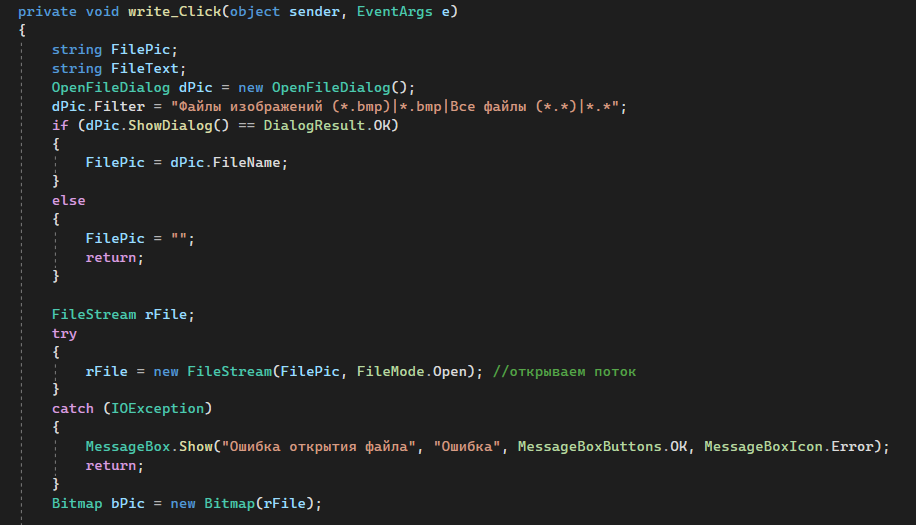 private void write_Click(object sender, EventArgs e)
{
string FilePic;
string FileText;
OpenFileDialog dPic = new OpenFileDialog();
dPic.Filter = "Файлы изображений (*.bmp)|*.bmp|Все файлы (*.*)|*.*";
if (dPic.ShowDialog() == DialogResult.OK)
{
FilePic = dPic.FileName;
}
else
{
FilePic = "";
return;
}
FileStream rFile;
try
{
rFile = new FileStream(FilePic, FileMode.Open); //открываем поток
}
catch (IOException)
{
MessageBox.Show("Ошибка открытия файла", "Ошибка", MessageBoxButtons.OK, MessageBoxIcon.Error);
return;
}
Bitmap bPic = new Bitmap(rFile);